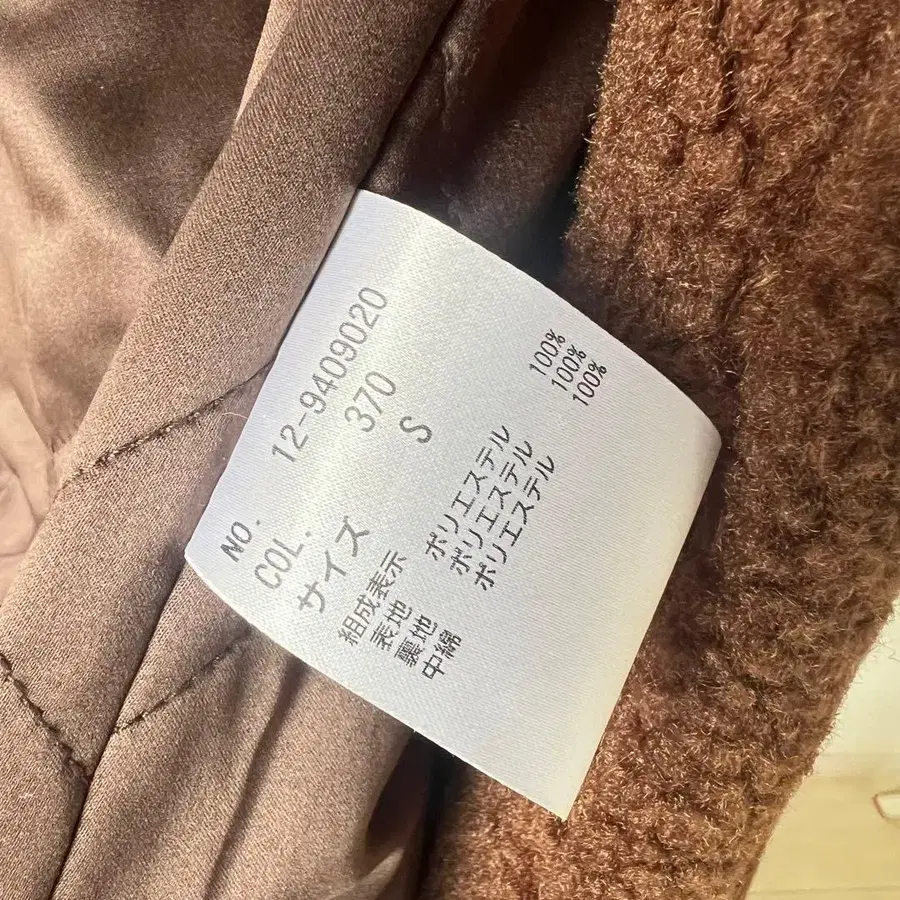 NO. 12-9409020
COL. 370
サイズ S
組成表示
表地 ポリエステル 100%
裏地 ポリエステル 100%
中綿 ポリエステル 100%